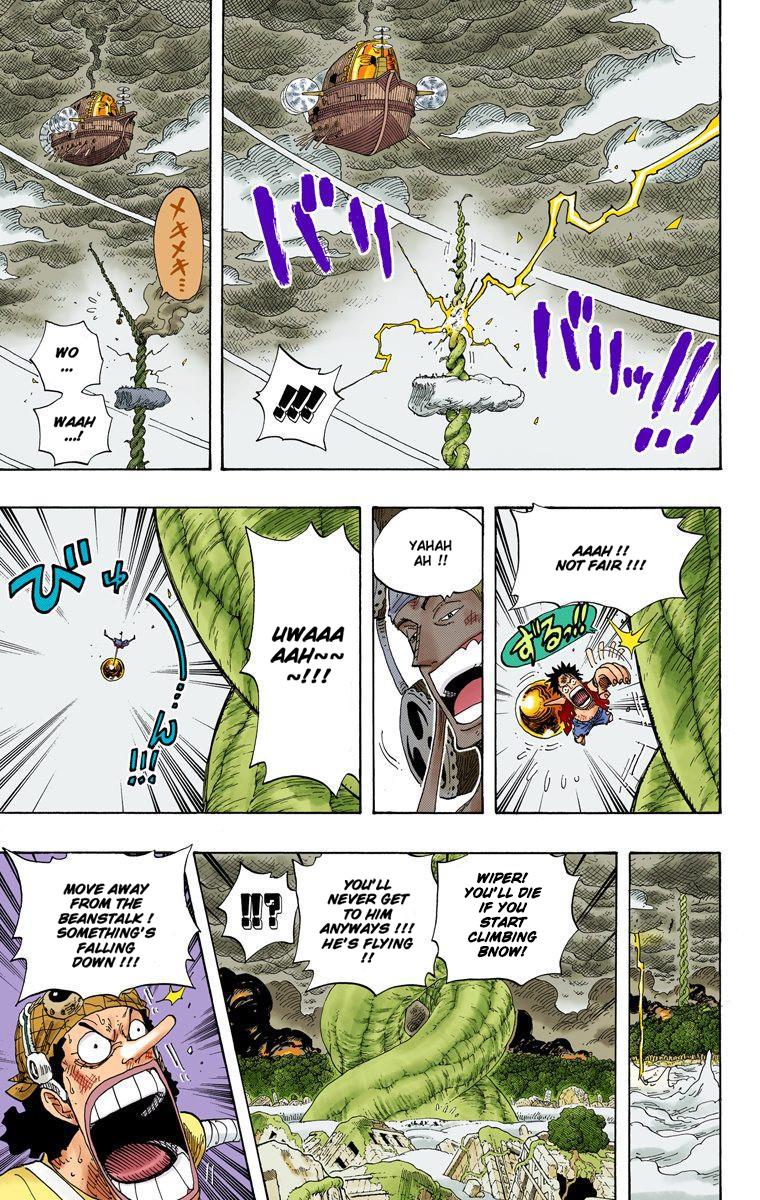 バリ
バリッ!!!
!!!
メキメキ…
WO
...
WAAH
...!
AAAH !!
NOT FAIR !!!
ずるっ!!
YAHAH
AH !!
UWAAA
AAH~~
~!!!
びゅ
……ん!!!
WIPER!
YOU'LL DIE
IF YOU
START
CLIMBING
BNOW!
YOU'LL
NEVER GET
TO HIM
ANYWAYS !!!
HE'S FLYING
!!
!!?
MOVE AWAY
FROM THE
BEANSTALK !
SOMETHING'S
FALLING
DOWN !!!